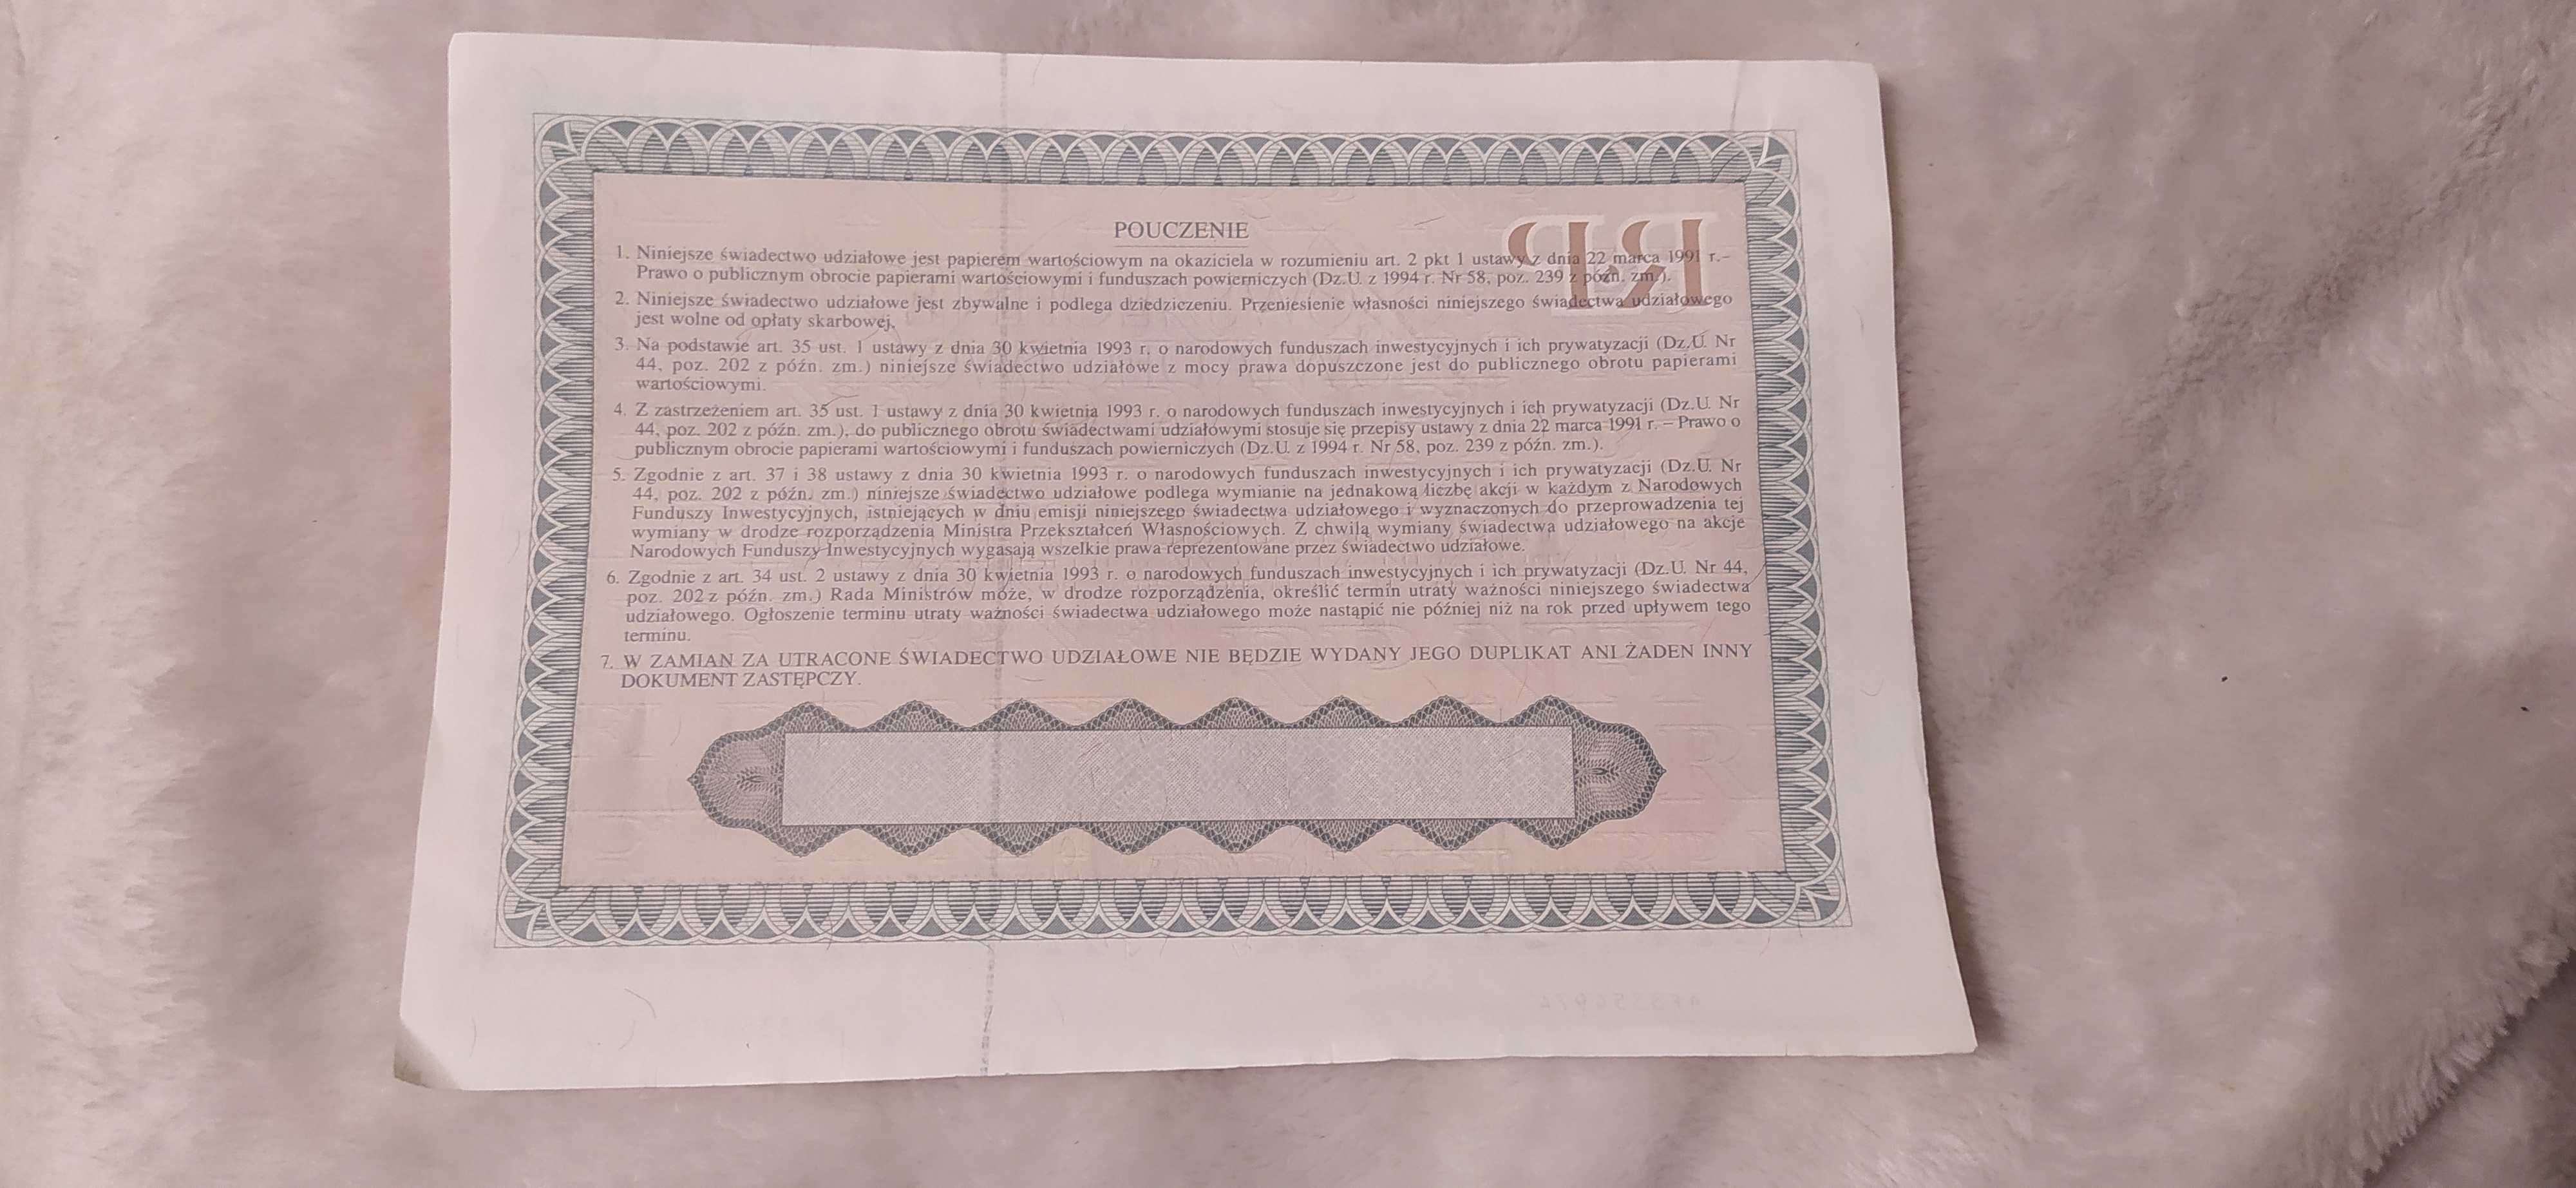 POUCZENIE
1. Niniejsze świadectwo udziałowe jest papierem wartościowym na okaziciela w rozumieniu art. 2 pkt 1 ustawy z dnia 22 marca 1991 r.–
Prawo o publicznym obrocie papierami wartościowymi i funduszach powierniczych (Dz.U. z 1994 r. Nr 58, poz. 239 z późn. zm.).
2. Niniejsze świadectwo udziałowe jest zbywalne i podlega dziedziczeniu. Przeniesienie własności niniejszego świadectwa udziałowego
jest wolne od opłaty skarbowej.
3. Na podstawie art. 35 ust. 1 ustawy z dnia 30 kwietnia 1993 r. o narodowych funduszach inwestycyjnych i ich prywatyzacji (Dz.U. Nr
44, poz. 202 z późn. zm.) niniejsze świadectwo udziałowe z mocy prawa dopuszczone jest do publicznego obrotu papierami
wartościowymi.
4. Z zastrzeżeniem art. 35 ust. 1 ustawy z dnia 30 kwietnia 1993 r. o narodowych funduszach inwestycyjnych i ich prywatyzacji (Dz.U. Nr
44, poz. 202 z późn. zm.), do publicznego obrotu świadectwami udziałowymi stosuje się przepisy ustawy z dnia 22 marca 1991 r. – Prawo o
publicznym obrocie papierami wartościowymi i funduszach powierniczych (Dz.U. z 1994 r. Nr 58, poz. 239 z późn. zm.).
5. Zgodnie z art. 37 i 38 ustawy z dnia 30 kwietnia 1993 r. o narodowych funduszach inwestycyjnych i ich prywatyzacji (Dz.U. Nr
44, poz. 202 z późn. zm.) niniejsze świadectwo udziałowe podlega wymianie na jednakową liczbę akcji w każdym z Narodowych
Funduszy Inwestycyjnych, istniejących w dniu emisji niniejszego świadectwa udziałowego i wyznaczonych do przeprowadzenia tej
wymiany w drodze rozporządzenia Ministra Przekształceń Własnościowych. Z chwilą wymiany świadectwa udziałowego na akcje
Narodowych Funduszy Inwestycyjnych wygasają wszelkie prawa reprezentowane przez świadectwo udziałowe.
6. Zgodnie z art. 34 ust. 2 ustawy z dnia 30 kwietnia 1993 r. o narodowych funduszach inwestycyjnych i ich prywatyzacji (Dz.U. Nr 44,
poz. 202 z późn. zm.) Rada Ministrów może, w drodze rozporządzenia, określić termin utraty ważności niniejszego świadectwa
udziałowego. Ogłoszenie terminu utraty ważności świadectwa udziałowego może nastąpić nie później niż na rok przed upływem tego
terminu.
7. W ZAMIAN ZA UTRACONE ŚWIADECTWO UDZIAŁOWE NIE BĘDZIE WYDANY JEGO DUPLIKAT ANI ŻADEN INNY
DOKUMENT ZASTĘPCZY.